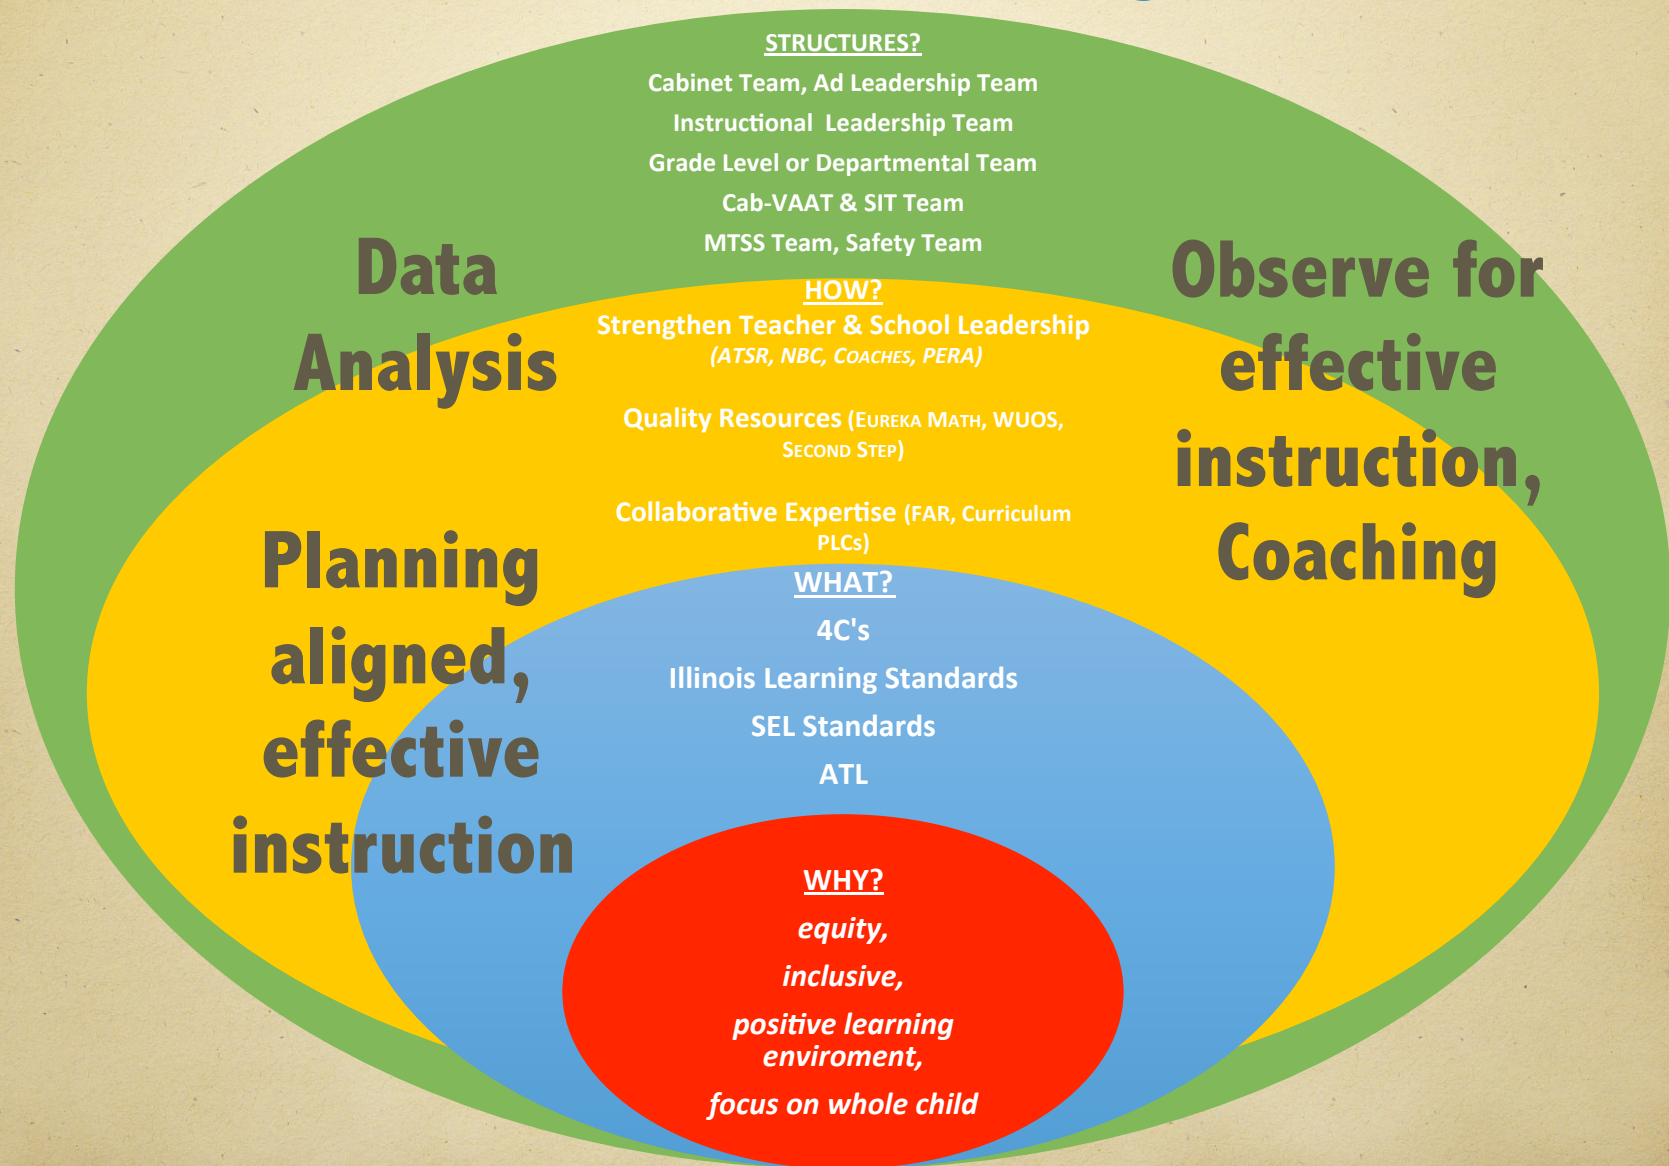 STRUCTURES?
Cabinet Team, Ad Leadership Team
Instructional Leadership Team
Grade Level or Departmental Team
Cab-VAAT & SIT Team
MTSS Team, Safety Team
HOW?
Strengthen Teacher & School Leadership
(ATSR, NBC, COACHES, PERA)
Quality Resources (EUREKA MATH, WUOS,
SECOND STEP)
Collaborative Expertise (FAR, Curriculum
PLCs)
WHAT?
4C's
Illinois Learning Standards
SEL Standards
ATL
WHY?
equity,
inclusive,
positive learning
enviroment,
focus on whole child
Data
Analysis
Planning
aligned,
effective
instruction
Observe for
effective
instruction,
Coaching